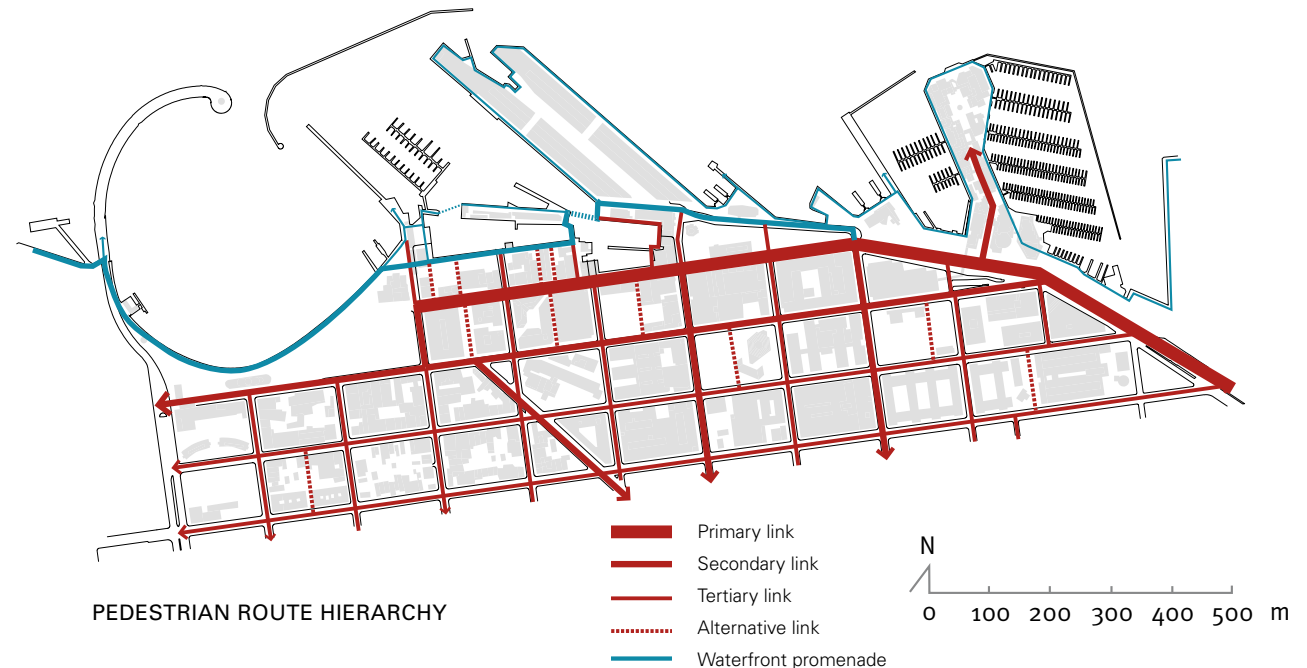 Primary link
Secondary link
Tertiary link
Alternative link
Waterfront promenade
PEDESTRIAN ROUTE HIERARCHY
N
0 100 200 300 400 500 m